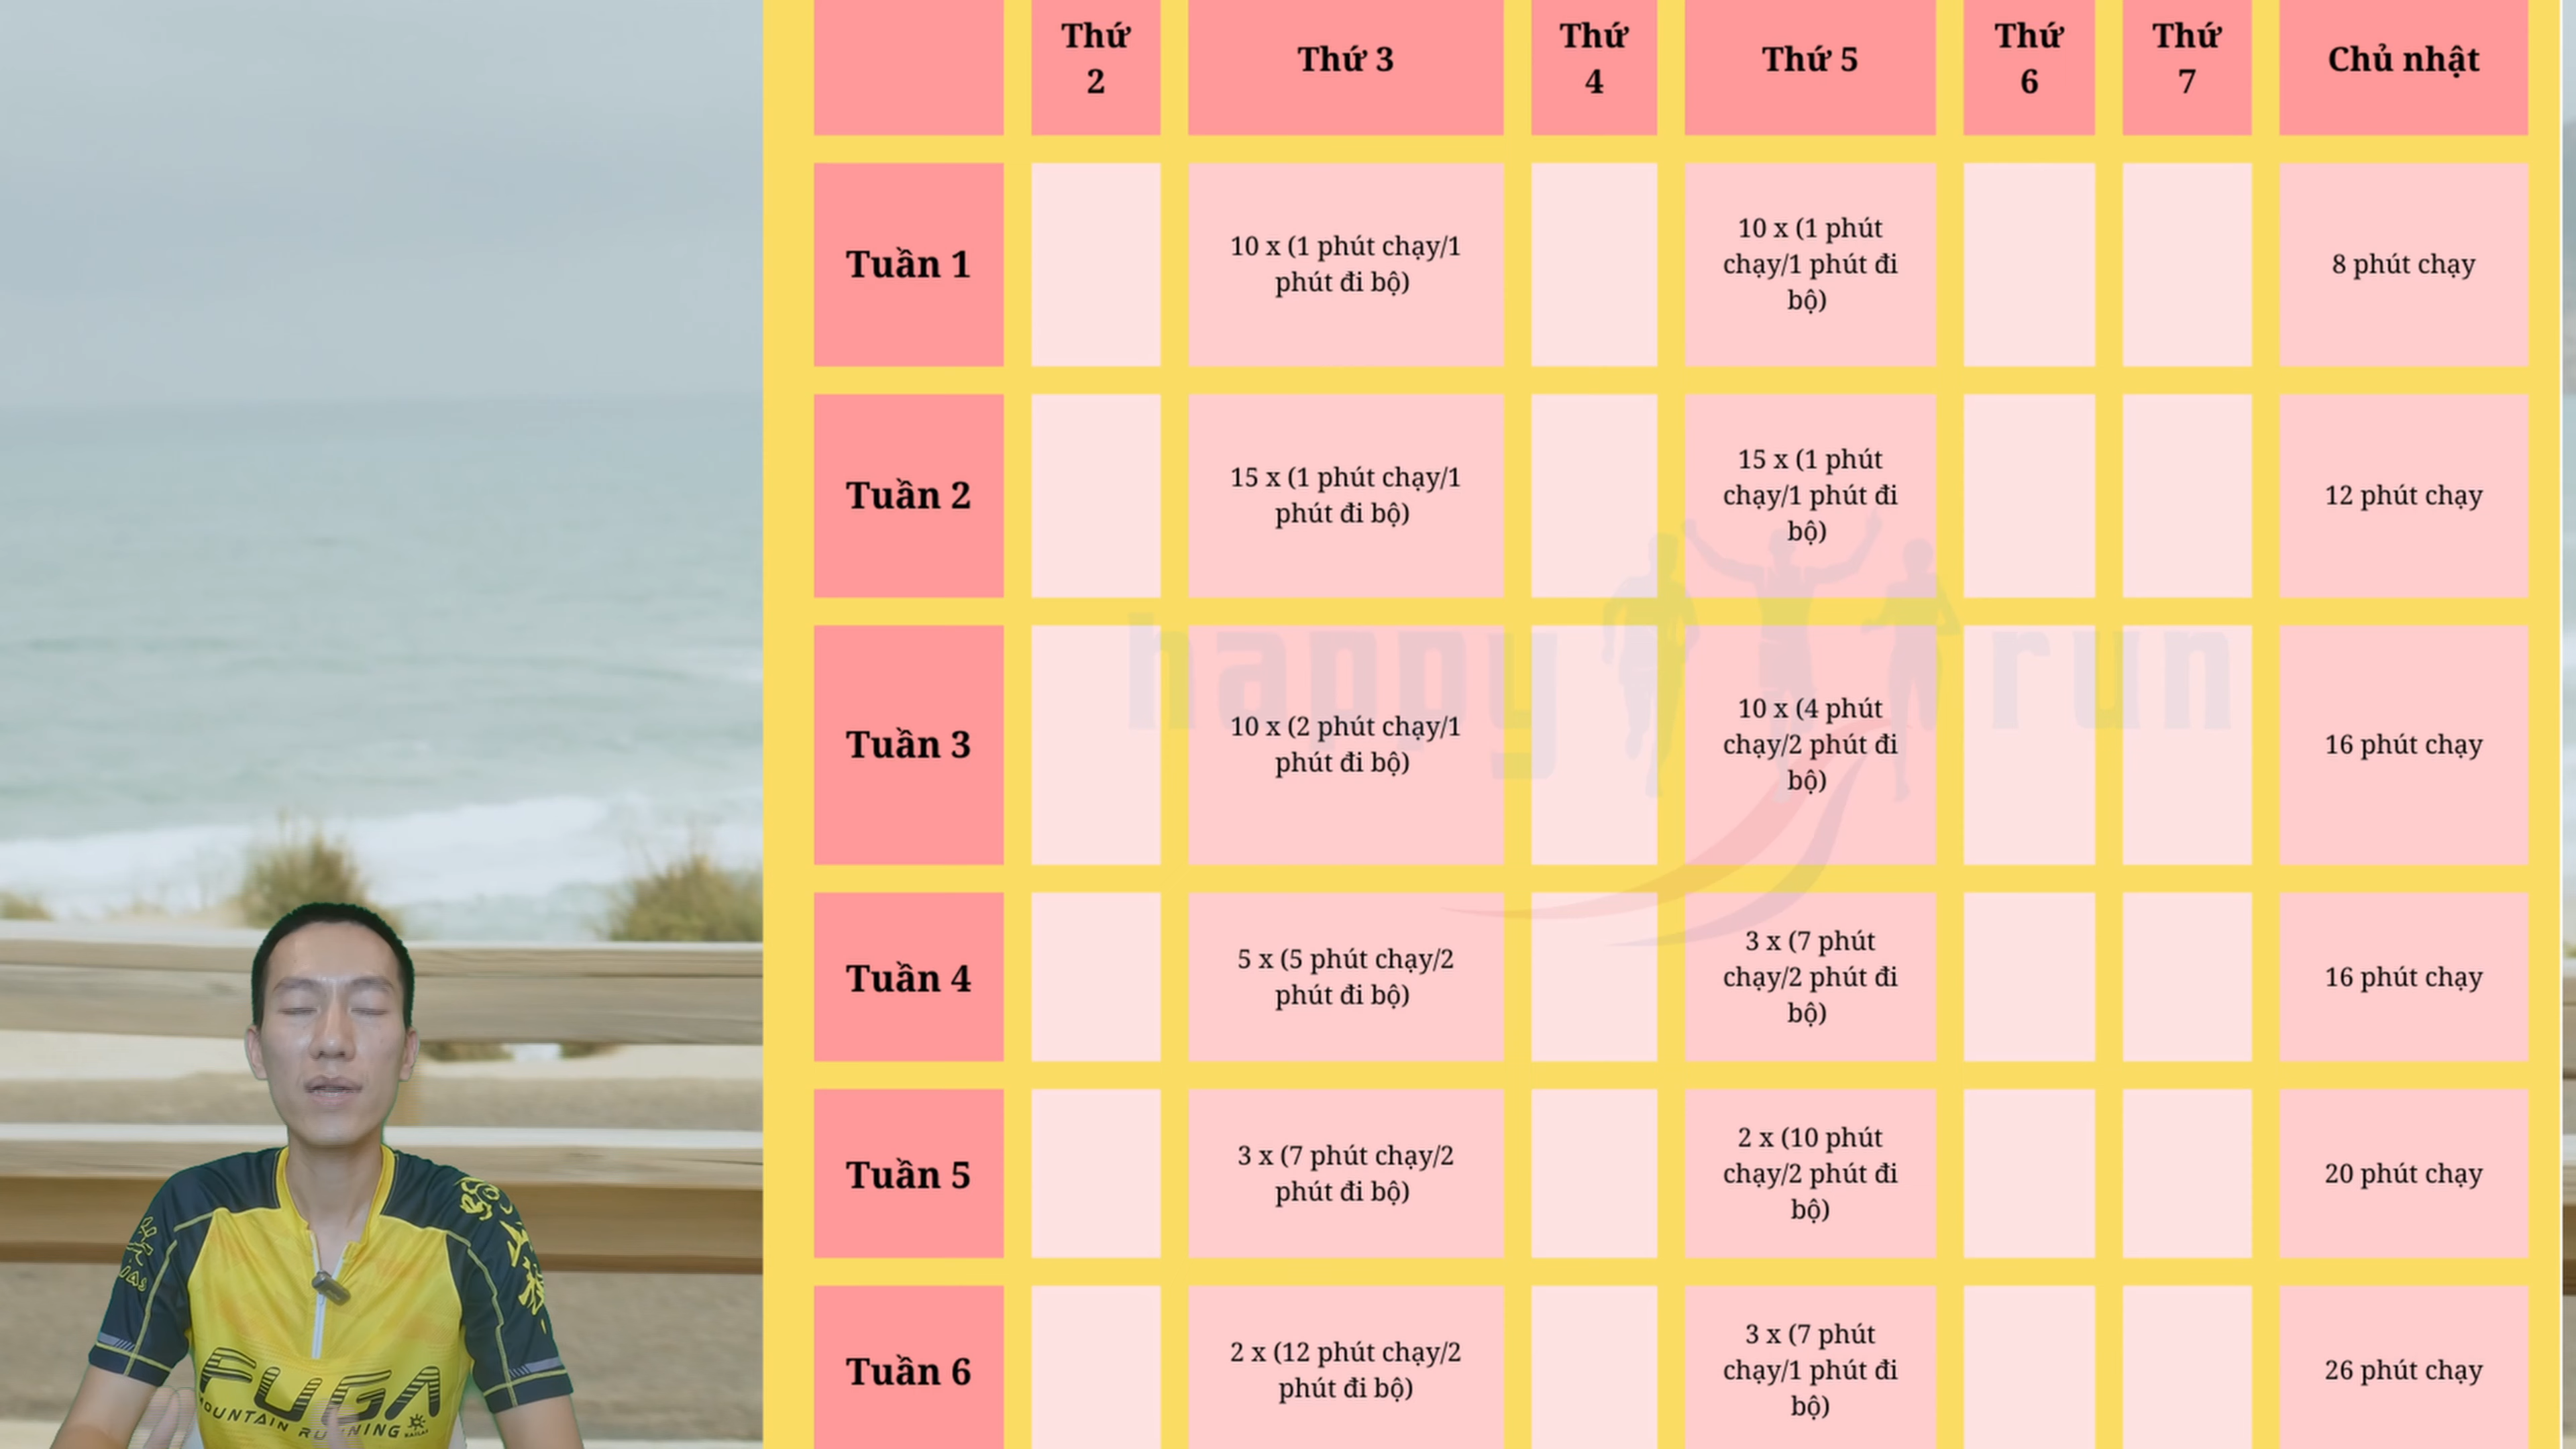 Thứ
2
Thứ 3
Thứ
4
Thứ 5
Thứ
6
Thứ
7
Chủ nhật
Tuần 1
10 x (1 phút chạy/1
phút đi bộ)
10 x (1 phút
chạy/1 phút đi
bộ)
8 phút chạy
Tuần 2
15 x (1 phút chạy/1
phút đi bộ)
15 x (1 phút
chạy/1 phút đi
bộ)
12 phút chạy
happy run
Tuần 3
10 x (2 phút chạy/1
phút đi bộ)
10 x (4 phút
chạy/2 phút đi
bộ)
16 phút chạy
Tuần 4
5 x (5 phút chạy/2
phút đi bộ)
3 x (7 phút
chạy/2 phút đi
bộ)
16 phút chạy
Tuần 5
3 x (7 phút chạy/2
phút đi bộ)
2 x (10 phút
chạy/2 phút đi
bộ)
20 phút chạy
Tuần 6
2 x (12 phút chạy/2
phút đi bộ)
3 x (7 phút
chạy/1 phút đi
bộ)
26 phút chạy
FUGA
MOUNTAIN RUNNING